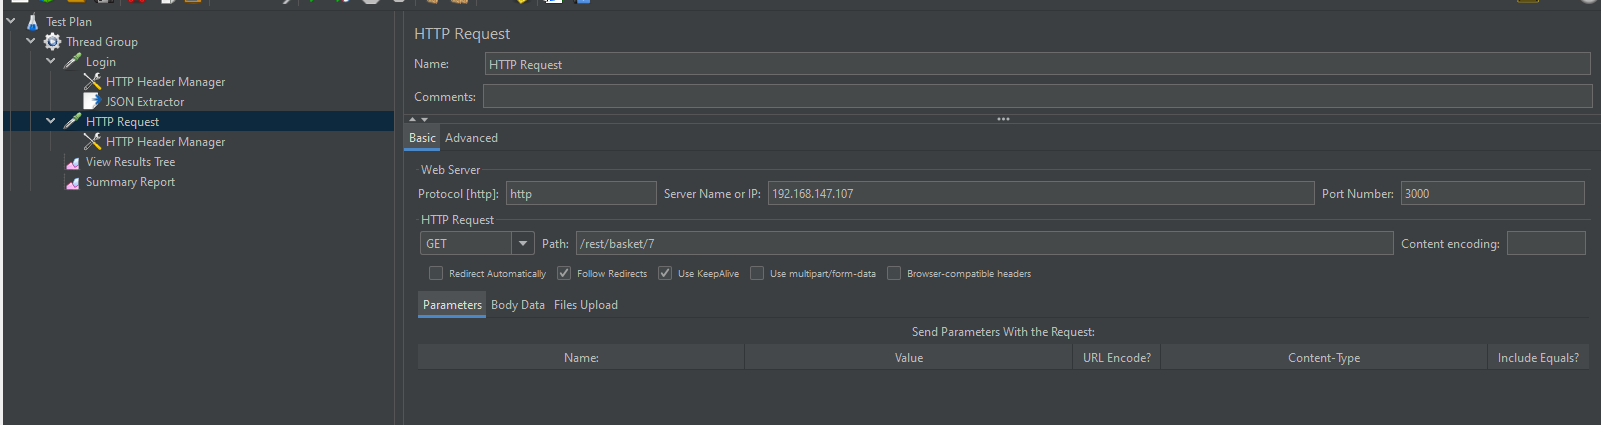 Test Plan
Thread Group
Login
HTTP Header Manager
JSON Extractor
HTTP Request
HTTP Header Manager
View Results Tree
Summary Report
HTTP Request
Name: HTTP Request
Comments:
Basic Advanced
Web Server
Protocol [http]: http Server Name or IP: 192.168.147.107 Port Number: 3000
HTTP Request
GET Path: /rest/basket/7 Content encoding:
Redirect Automatically Follow Redirects Use KeepAlive Use multipart/form-data Browser-compatible headers
Parameters Body Data Files Upload
Send Parameters With the Request:
Name: Value URL Encode? Content-Type Include Equals?